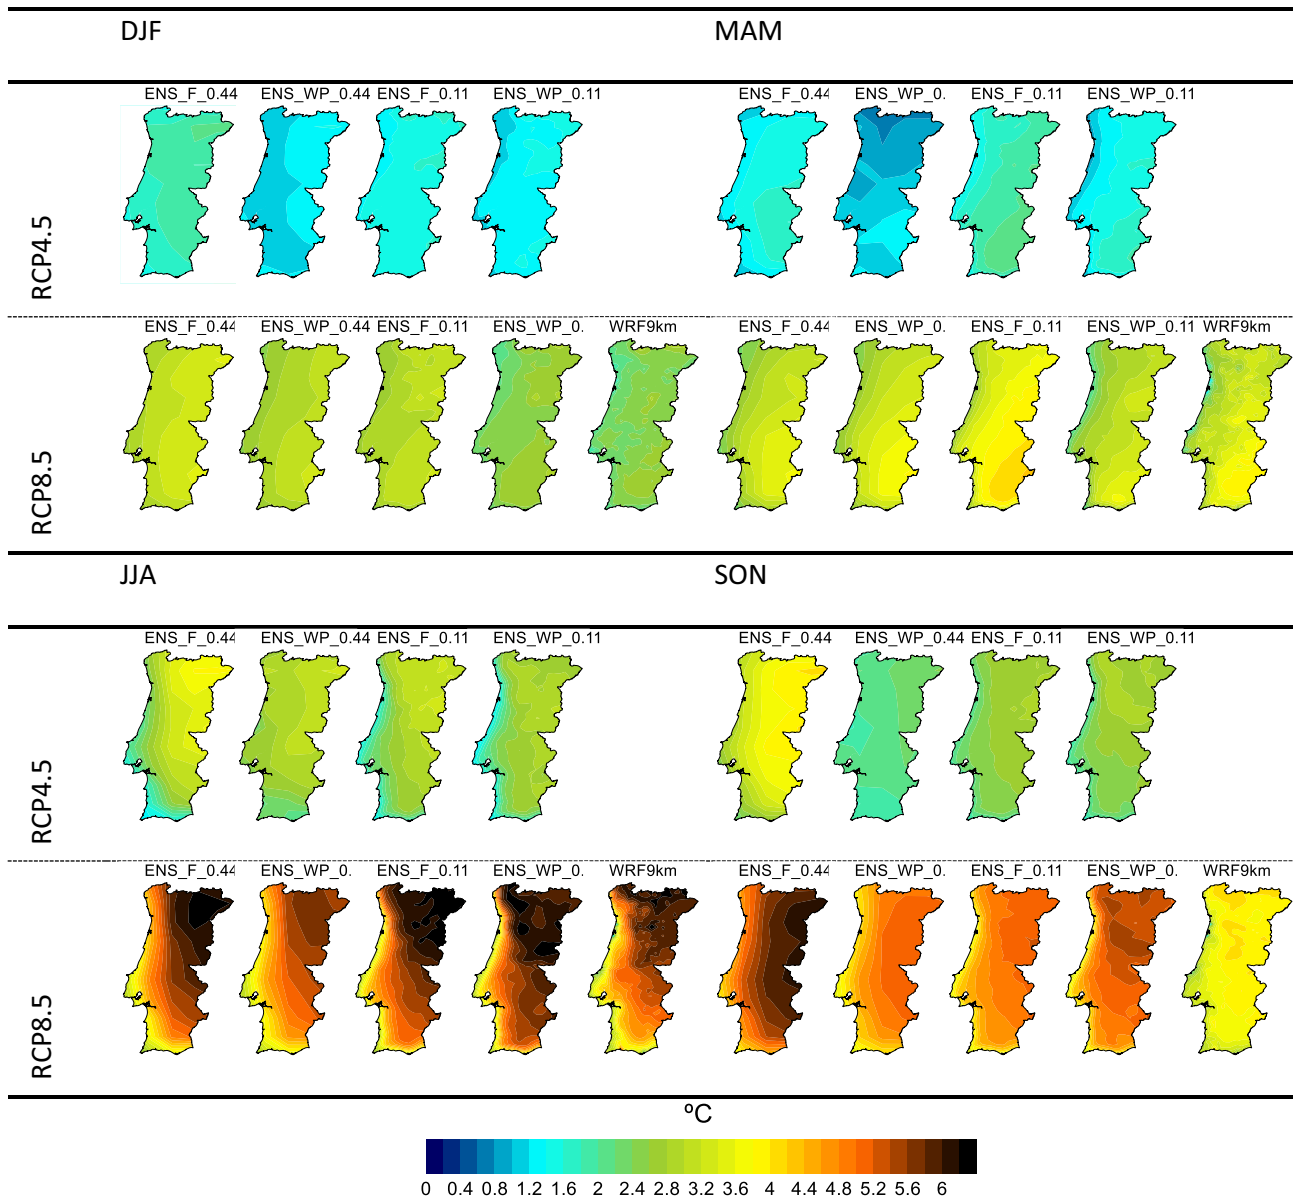 DJF MAM
ENS_F_0.44 ENS_WP_0.44 ENS_F_0.11 ENS_WP_0.11 ENS_F_0.44 ENS_WP_0. ENS_F_0.11 ENS_WP_0.11
RCP4.5
ENS_F_0.44 ENS_WP_0.44 ENS_F_0.11 ENS_WP_0. WRF9km ENS_F_0.44 ENS_WP_0. ENS_F_0.11 ENS_WP_0.11 WRF9km
RCP8.5
JJA SON
ENS_F_0.44 ENS_WP_0.44 ENS_F_0.11 ENS_WP_0.11 ENS_F_0.44 ENS_WP_0.44 ENS_F_0.11 ENS_WP_0.11
RCP4.5
ENS_F_0.44 ENS_WP_0. ENS_F_0.11 ENS_WP_0. WRF9km ENS_F_0.44 ENS_WP_0. ENS_F_0.11 ENS_WP_0. WRF9km
RCP8.5
ºC
0 0.4 0.8 1.2 1.6 2 2.4 2.8 3.2 3.6 4 4.4 4.8 5.2 5.6 6